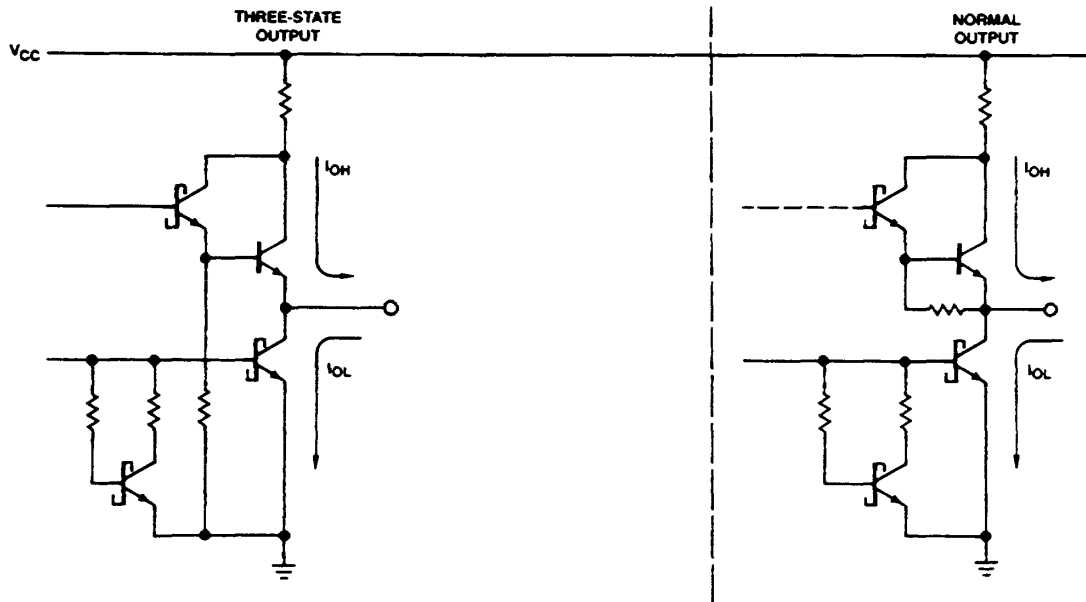 THREE-STATE
OUTPUT
NORMAL
OUTPUT
VCC
IOH
IOH
IOL
IOL